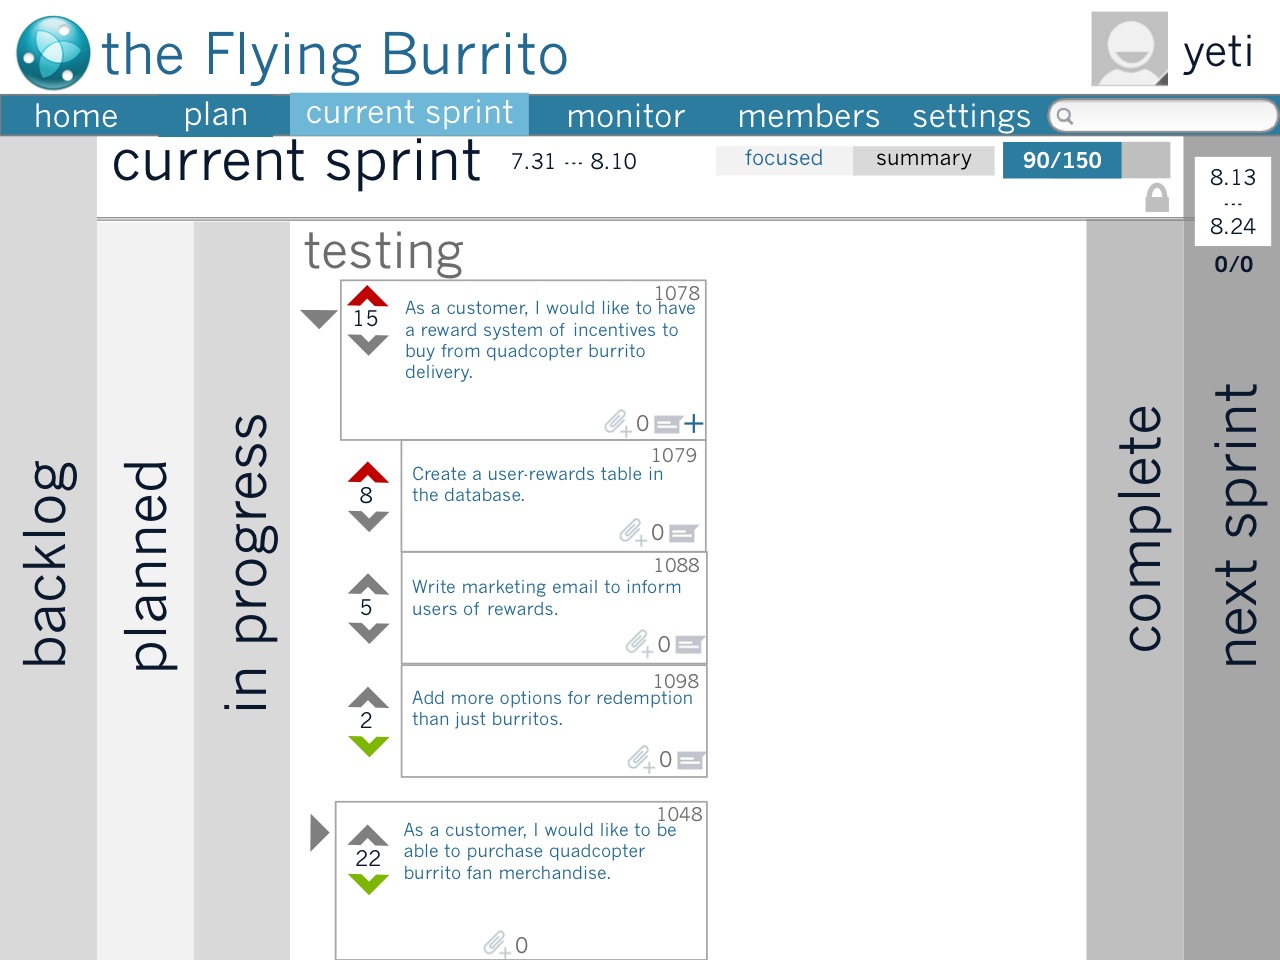 the Flying Burrito
yeti
home
plan
current sprint
monitor
members
settings
current sprint
7.31 --- 8.10
focused
summary
90/150
8.13
---
8.24
0/0
backlog
planned
in progress
testing
1078
15
As a customer, I would like to have
a reward system of incentives to
buy from quadcopter burrito
delivery.
0
1079
8
Create a user-rewards table in
the database.
0
1088
5
Write marketing email to inform
users of rewards.
0
1098
2
Add more options for redemption
than just burritos.
0
1048
22
As a customer, I would like to be
able to purchase quadcopter
burrito fan merchandise.
0
complete
next sprint